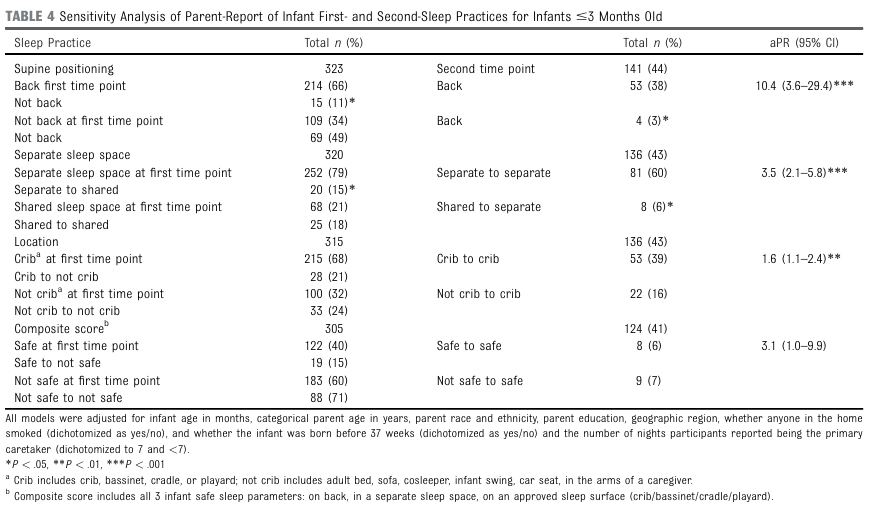 TABLE 4 Sensitivity Analysis of Parent-Report of Infant First- and Second-Sleep Practices for Infants ≤3 Months Old
Sleep Practice Total n (%) Total n (%) aPR (95% CI)
Supine positioning 323 Second time point 141 (44)
Back first time point 214 (66) Back 53 (38) 10.4 (3.6–29.4)***
Not back 15 (11)*
Not back at first time point 109 (34) Back 4 (3)*
Not back 69 (49)
Separate sleep space 320 136 (43)
Separate sleep space at first time point 252 (79) Separate to separate 81 (60) 3.5 (2.1–5.8)***
Separate to shared 20 (15)*
Shared sleep space at first time point 68 (21) Shared to separate 8 (6)*
Shared to shared 25 (18)
Location 315 136 (43)
Crib^a at first time point 215 (68) Crib to crib 53 (39) 1.6 (1.1–2.4)**
Crib to not crib 28 (21)
Not crib^a at first time point 100 (32) Not crib to crib 22 (16)
Not crib to not crib 33 (24)
Composite score^b 305 124 (41)
Safe at first time point 122 (40) Safe to safe 8 (6) 3.1 (1.0–9.9)
Safe to not safe 19 (15)
Not safe at first time point 183 (60) Not safe to safe 9 (7)
Not safe to not safe 88 (71)
All models were adjusted for infant age in months, categorical parent age in years, parent race and ethnicity, parent education, geographic region, whether anyone in the home
smoked (dichotomized as yes/no), and whether the infant was born before 37 weeks (dichotomized as yes/no) and the number of nights participants reported being the primary
caretaker (dichotomized to 7 and <7).
*P < .05, **P < .01, ***P < .001
^a Crib includes crib, bassinet, cradle, or playard; not crib includes adult bed, sofa, cosleeper, infant swing, car seat, in the arms of a caregiver.
^b Composite score includes all 3 infant safe sleep parameters: on back, in a separate sleep space, on an approved sleep surface (crib/bassinet/cradle/playard).